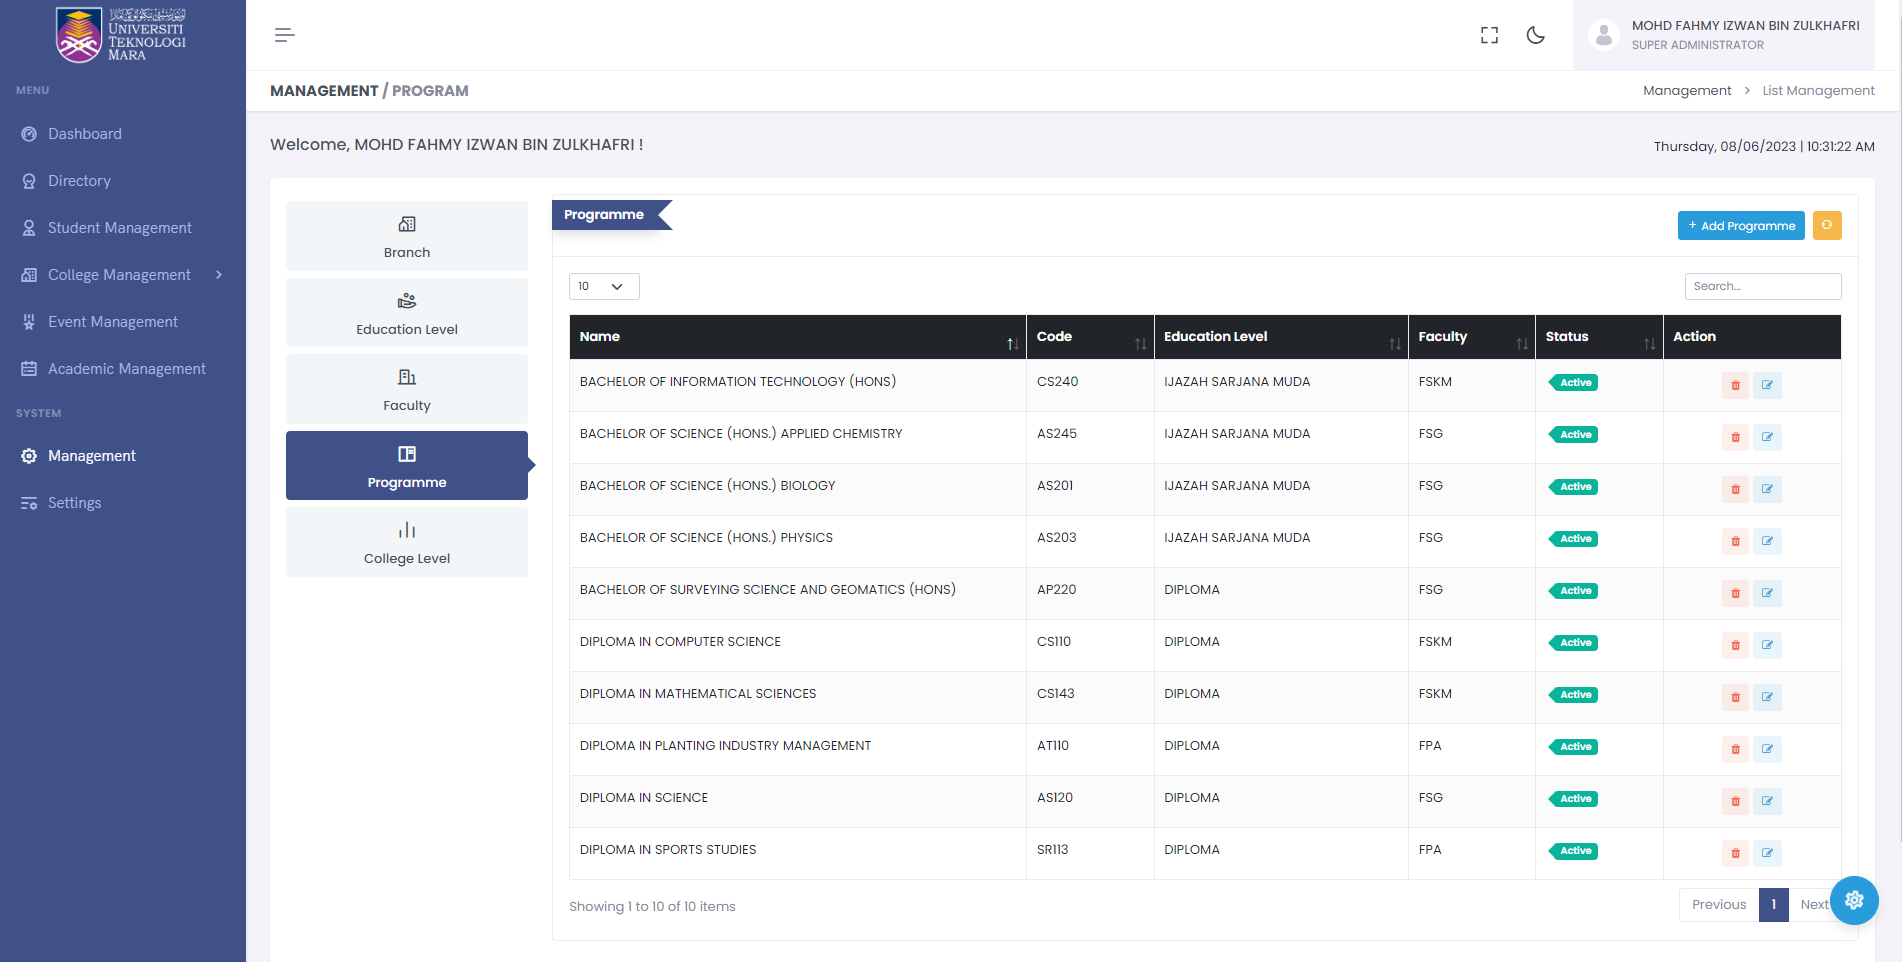 UNIVERSITI
TEKNOLOGI
MARA
MENU
Dashboard
Directory
Student Management
College Management
Event Management
Academic Management
SYSTEM
Management
Settings
MOHD FAHMY IZWAN BIN ZULKHAFRI
SUPER ADMINISTRATOR
MANAGEMENT / PROGRAM
Management > List Management
Welcome, MOHD FAHMY IZWAN BIN ZULKHAFRI !
Thursday, 08/06/2023 | 10:31:22 AM
Branch
Education Level
Faculty
Programme
College Level
Programme
+ Add Programme
10
Search...
Name Code Education Level Faculty Status Action
BACHELOR OF INFORMATION TECHNOLOGY (HONS) CS240 IJAZAH SARJANA MUDA FSKM Active
BACHELOR OF SCIENCE (HONS.) APPLIED CHEMISTRY AS245 IJAZAH SARJANA MUDA FSG Active
BACHELOR OF SCIENCE (HONS.) BIOLOGY AS201 IJAZAH SARJANA MUDA FSG Active
BACHELOR OF SCIENCE (HONS.) PHYSICS AS203 IJAZAH SARJANA MUDA FSG Active
BACHELOR OF SURVEYING SCIENCE AND GEOMATICS (HONS) AP220 DIPLOMA FSG Active
DIPLOMA IN COMPUTER SCIENCE CS110 DIPLOMA FSKM Active
DIPLOMA IN MATHEMATICAL SCIENCES CS143 DIPLOMA FSKM Active
DIPLOMA IN PLANTING INDUSTRY MANAGEMENT AT110 DIPLOMA FPA Active
DIPLOMA IN SCIENCE AS120 DIPLOMA FSG Active
DIPLOMA IN SPORTS STUDIES SR113 DIPLOMA FPA Active
Showing 1 to 10 of 10 items
Previous 1 Next